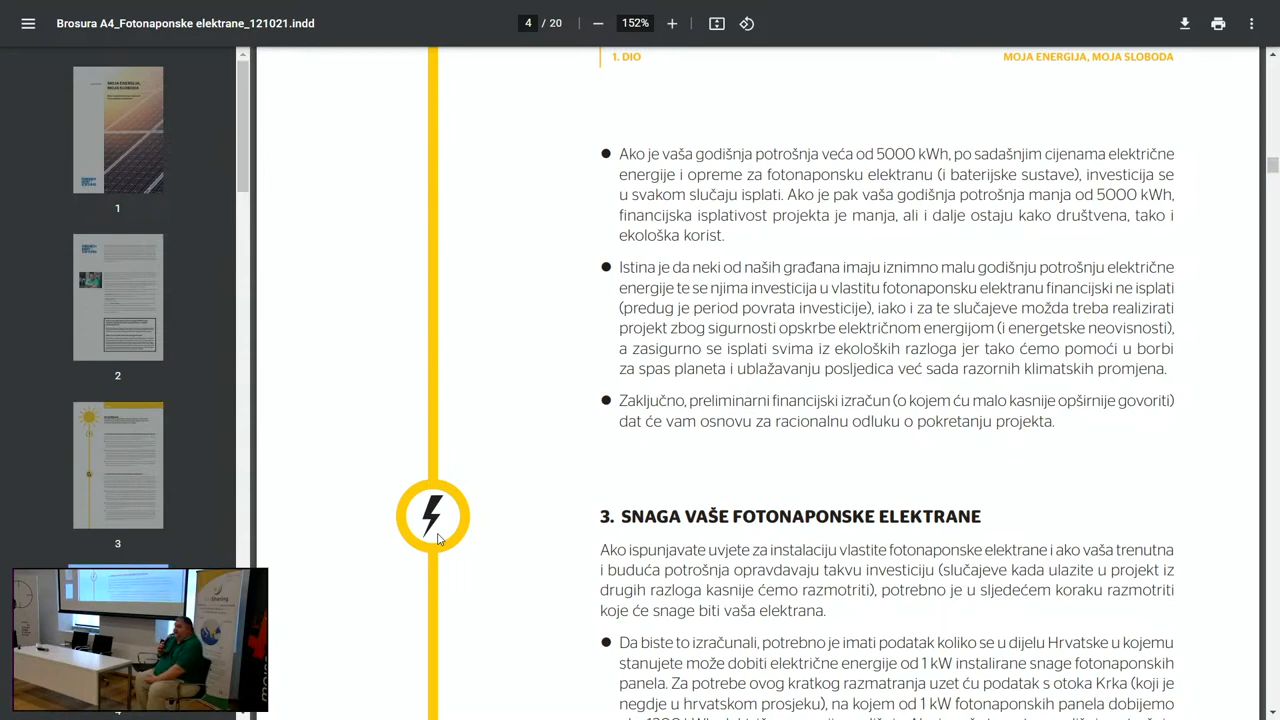 Brosura A4_Fotonaponske elektrane_121021.indd
4 / 20
152%
1. DIO
MOJA ENERGIJA, MOJA SLOBODA
Ako je vaša godišnja potrošnja veća od 5000 kWh, po sadašnjim cijenama električne
energije i opreme za fotonaponsku elektranu (i baterijske sustave), investicija se
u svakom slučaju isplati. Ako je pak vaša godišnja potrošnja manja od 5000 kWh,
financijska isplativost projekta je manja, ali i dalje ostaju kako društvena, tako i
ekološka korist.
Istina je da neki od naših građana imaju iznimno malu godišnju potrošnju električne
energije te se njima investicija u vlastitu fotonaponsku elektranu financijski ne isplati
(predug je period povrata investicije), iako i za te slučajeve možda treba realizirati
projekt zbog sigurnosti opskrbe električnom energijom (i energetske neovisnosti),
a zasigurno se isplati svima iz ekoloških razloga jer tako ćemo pomoći u borbi
za spas planeta i ublažavanju posljedica već sada razornih klimatskih promjena.
Zaključno, preliminarni financijski izračun (o kojem ću malo kasnije opširnije govoriti)
dat će vam osnovu za racionalnu odluku o pokretanju projekta.
3. SNAGA VAŠE FOTONAPONSKE ELEKTRANE
Ako ispunjavate uvjete za instalaciju vlastite fotonaponske elektrane i ako vaša trenutna
i buduća potrošnja opravdavaju takvu investiciju (slučajeve kada ulazite u projekt iz
drugih razloga kasnije ćemo razmotriti), potrebno je u sljedećem koraku razmotriti
koje će snage biti vaša elektrana.
Da biste to izračunali, potrebno je imati podatak koliko se u dijelu Hrvatske u kojemu
stanujete može dobiti električne energije od 1 kW instalirane snage fotonaponskih
panela. Za potrebe ovog kratkog razmatranja uzet ću podatak s otoka Krka (koji je
negdje u hrvatskom prosjeku), na kojem od 1 kW fotonaponskih panela dobijemo
MOJA ENERGIJA,
MOJA SLOBODA
1
2
3